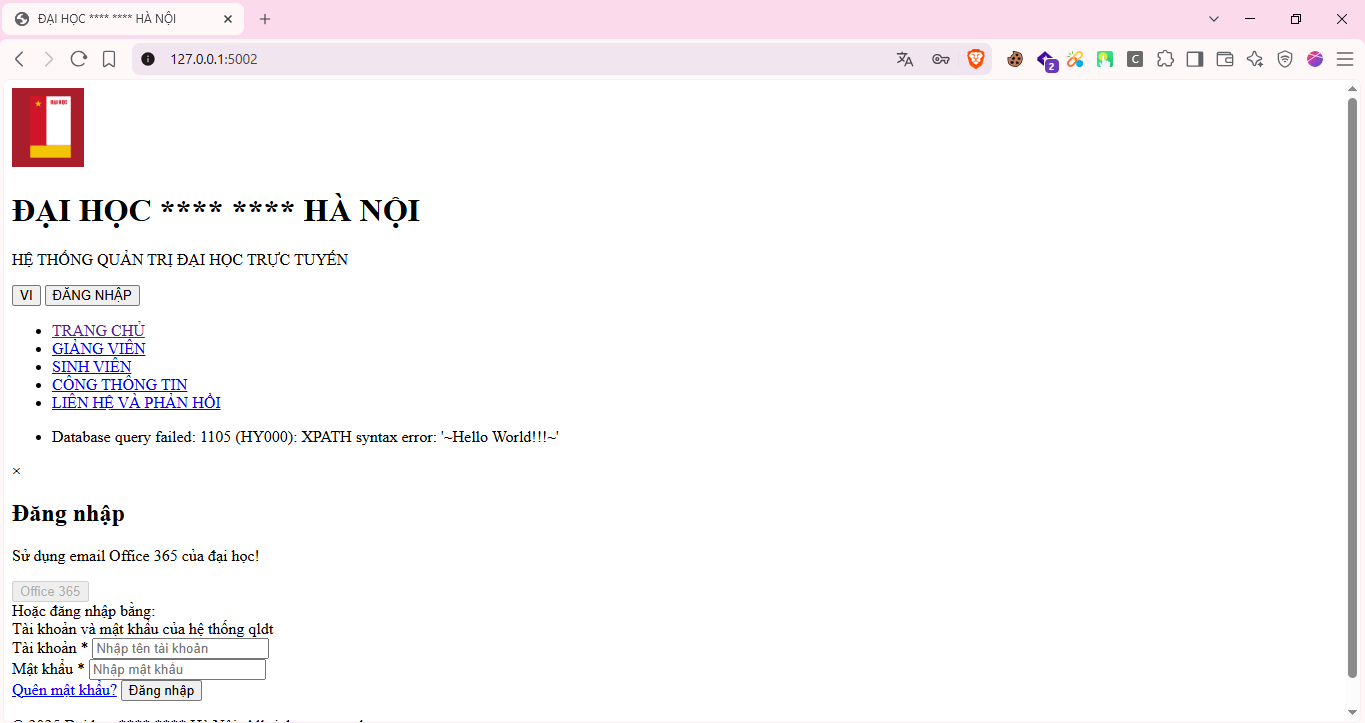 ĐẠI HỌC **** **** HÀ NỘI
127.0.0.1:5002
2
C
ĐẠI HỌC
ĐẠI HỌC **** **** HÀ NỘI
HỆ THỐNG QUẢN TRỊ ĐẠI HỌC TRỰC TUYẾN
VI ĐĂNG NHẬP
TRANG CHỦ
GIẢNG VIÊN
SINH VIÊN
CỔNG THÔNG TIN
LIÊN HỆ VÀ PHẢN HỒI
Database query failed: 1105 (HY000): XPATH syntax error: '~Hello World!!!~'
×
Đăng nhập
Sử dụng email Office 365 của đại học!
Office 365
Hoặc đăng nhập bằng:
Tài khoản và mật khẩu của hệ thống qldt
Tài khoản * Nhập tên tài khoản
Mật khẩu * Nhập mật khẩu
Quên mật khẩu? Đăng nhập